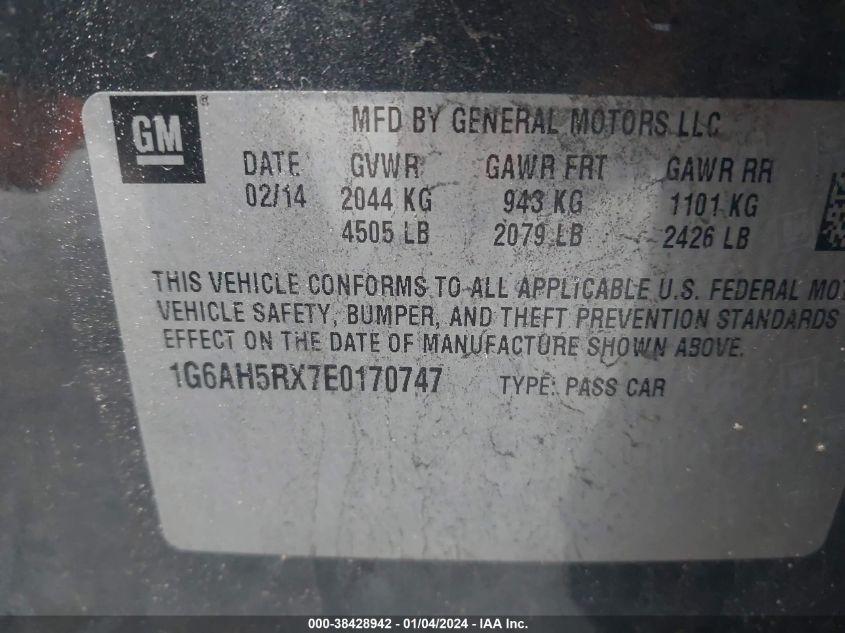 GM ® MFD BY GENERAL MOTORS LLC
DATE GVWR GAWR FRT GAWR RR
02/14 2044 KG 943 KG 1101 KG
4505 LB 2079 LB 2426 LB
THIS VEHICLE CONFORMS TO ALL APPLICABLE U.S. FEDERAL MOT
VEHICLE SAFETY, BUMPER, AND THEFT PREVENTION STANDARDS
EFFECT ON THE DATE OF MANUFACTURE SHOWN ABOVE.
1G6AH5RX7E0170747 TYPE: PASS CAR
000-38428942 - 01/04/2024 - IAA Inc.